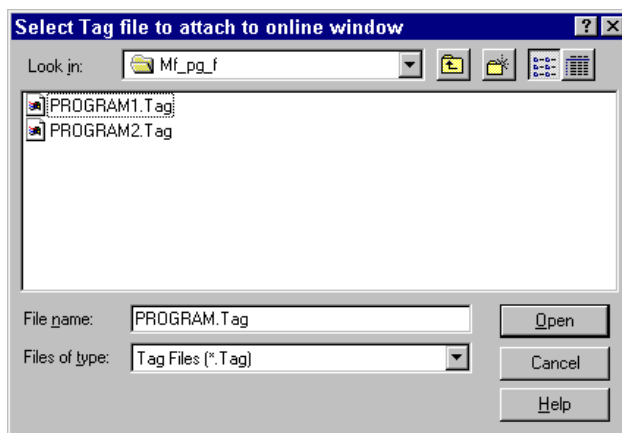 Select Tag file to attach to online window
Look in: Mf_pg_f
PROGRAM1.Tag
PROGRAM2.Tag
File name: PROGRAM.Tag Open
Files of type: Tag Files (*.Tag) Cancel
Help